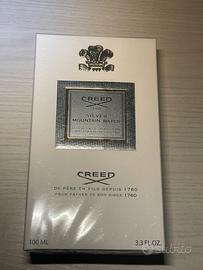 CREED
SILVER
MOUNTAIN WATER
CREED
DE PÈRE EN FILS DEPUIS 1760
FROM FATHER TO SON SINCE 1760
100 ML
3.3 FL.OZ.
Subito